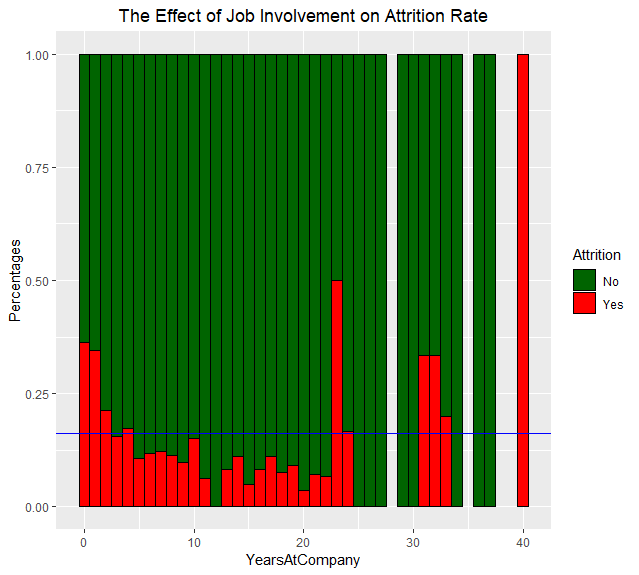 The Effect of Job Involvement on Attrition Rate
1.00
0.75
0.50
0.25
0.00
Percentages
0
10
20
30
40
YearsAtCompany
Attrition
No
Yes